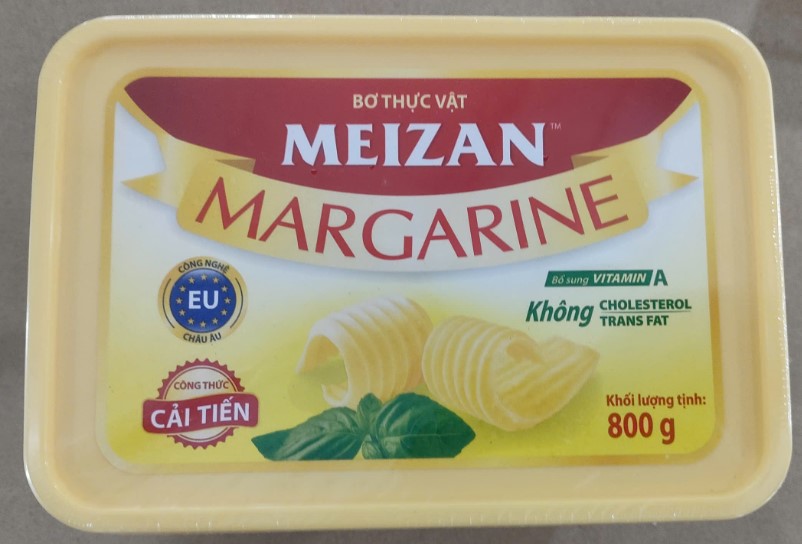 BƠ THỰC VẬT
MEIZAN™
MARGARINE
CÔNG NGHỆ
EU
CHÂU ÂU
Bổ sung VITAMIN A
Không CHOLESTEROL
TRANS FAT
CÔNG THỨC
CẢI TIẾN
Khối lượng tịnh:
800 g